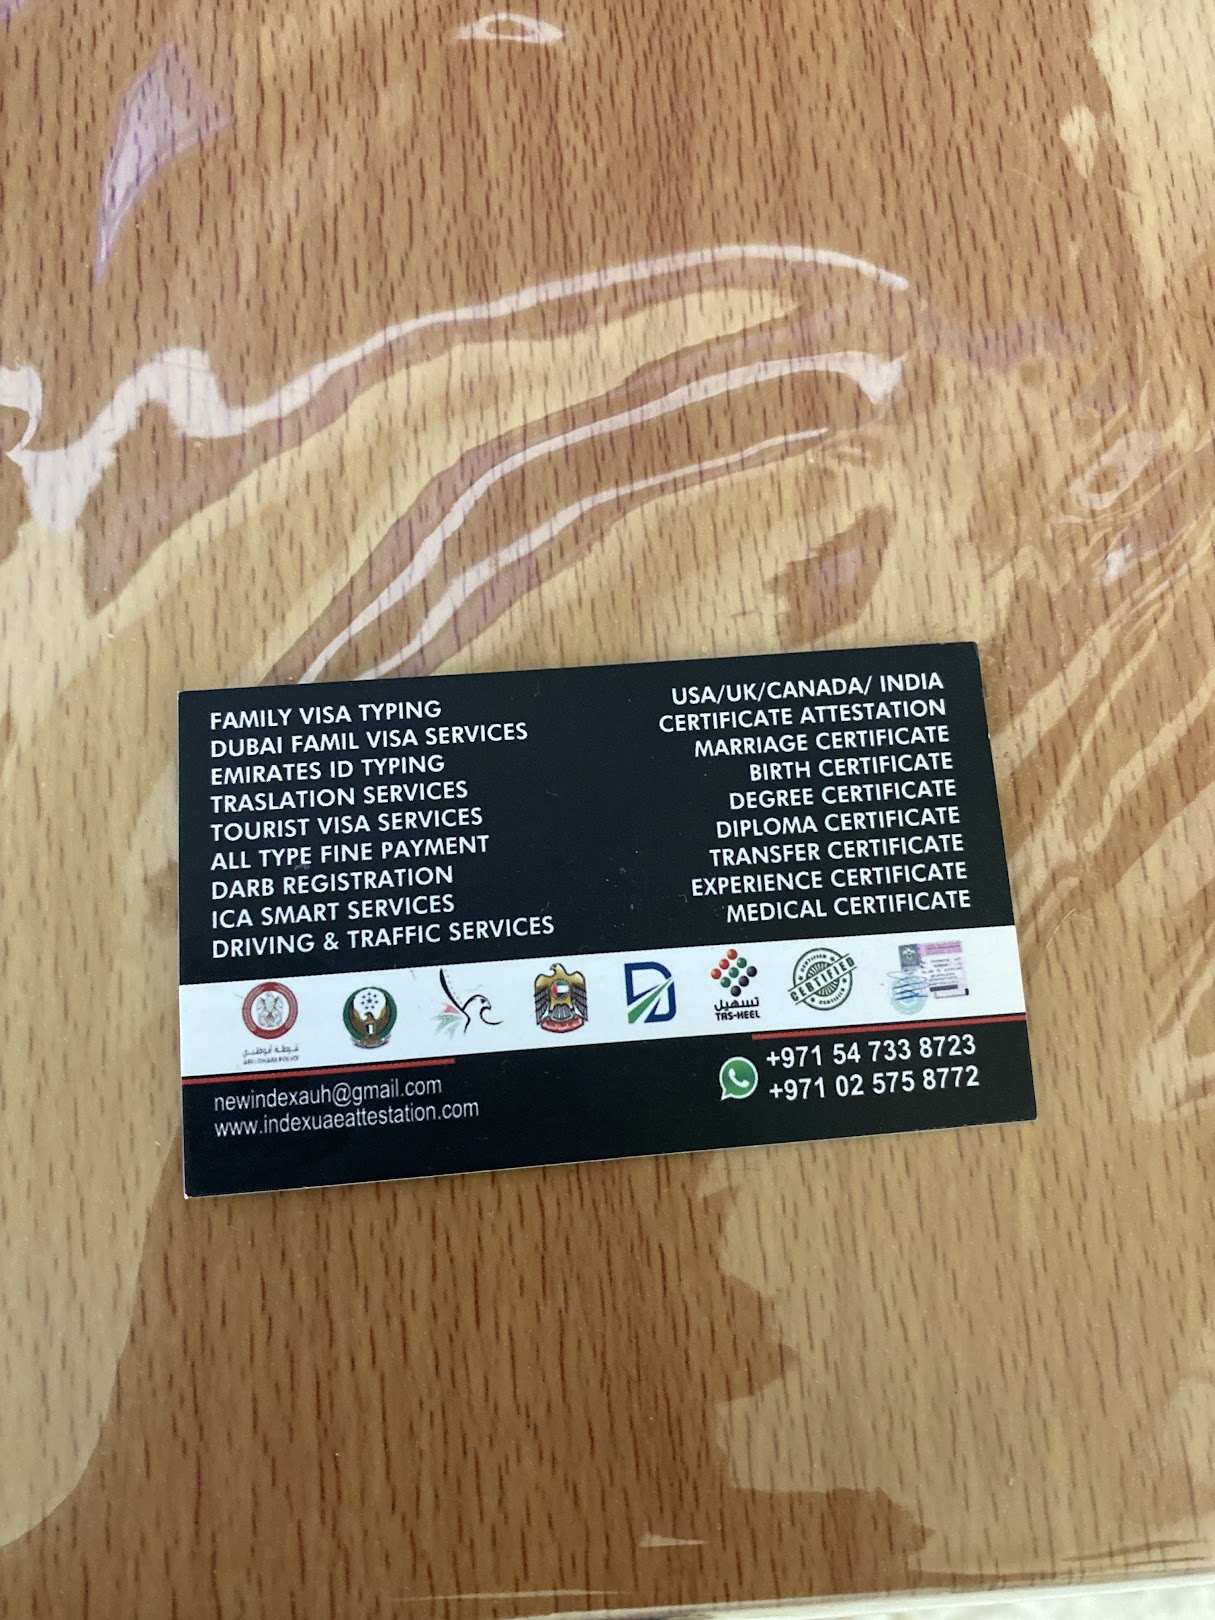 FAMILY VISA TYPING
DUBAI FAMIL VISA SERVICES
EMIRATES ID TYPING
TRASLATION SERVICES
TOURIST VISA SERVICES
ALL TYPE FINE PAYMENT
DARB REGISTRATION
ICA SMART SERVICES
DRIVING & TRAFFIC SERVICES
USA/UK/CANADA/ INDIA
CERTIFICATE ATTESTATION
MARRIAGE CERTIFICATE
BIRTH CERTIFICATE
DEGREE CERTIFICATE
DIPLOMA CERTIFICATE
TRANSFER CERTIFICATE
EXPERIENCE CERTIFICATE
MEDICAL CERTIFICATE
شرطة أبوظبي
تسهيل
TAS-HEEL
CERTIFIED
newindexauh@gmail.com
www.indexuaeattestation.com
+971 54 733 8723
+971 02 575 8772